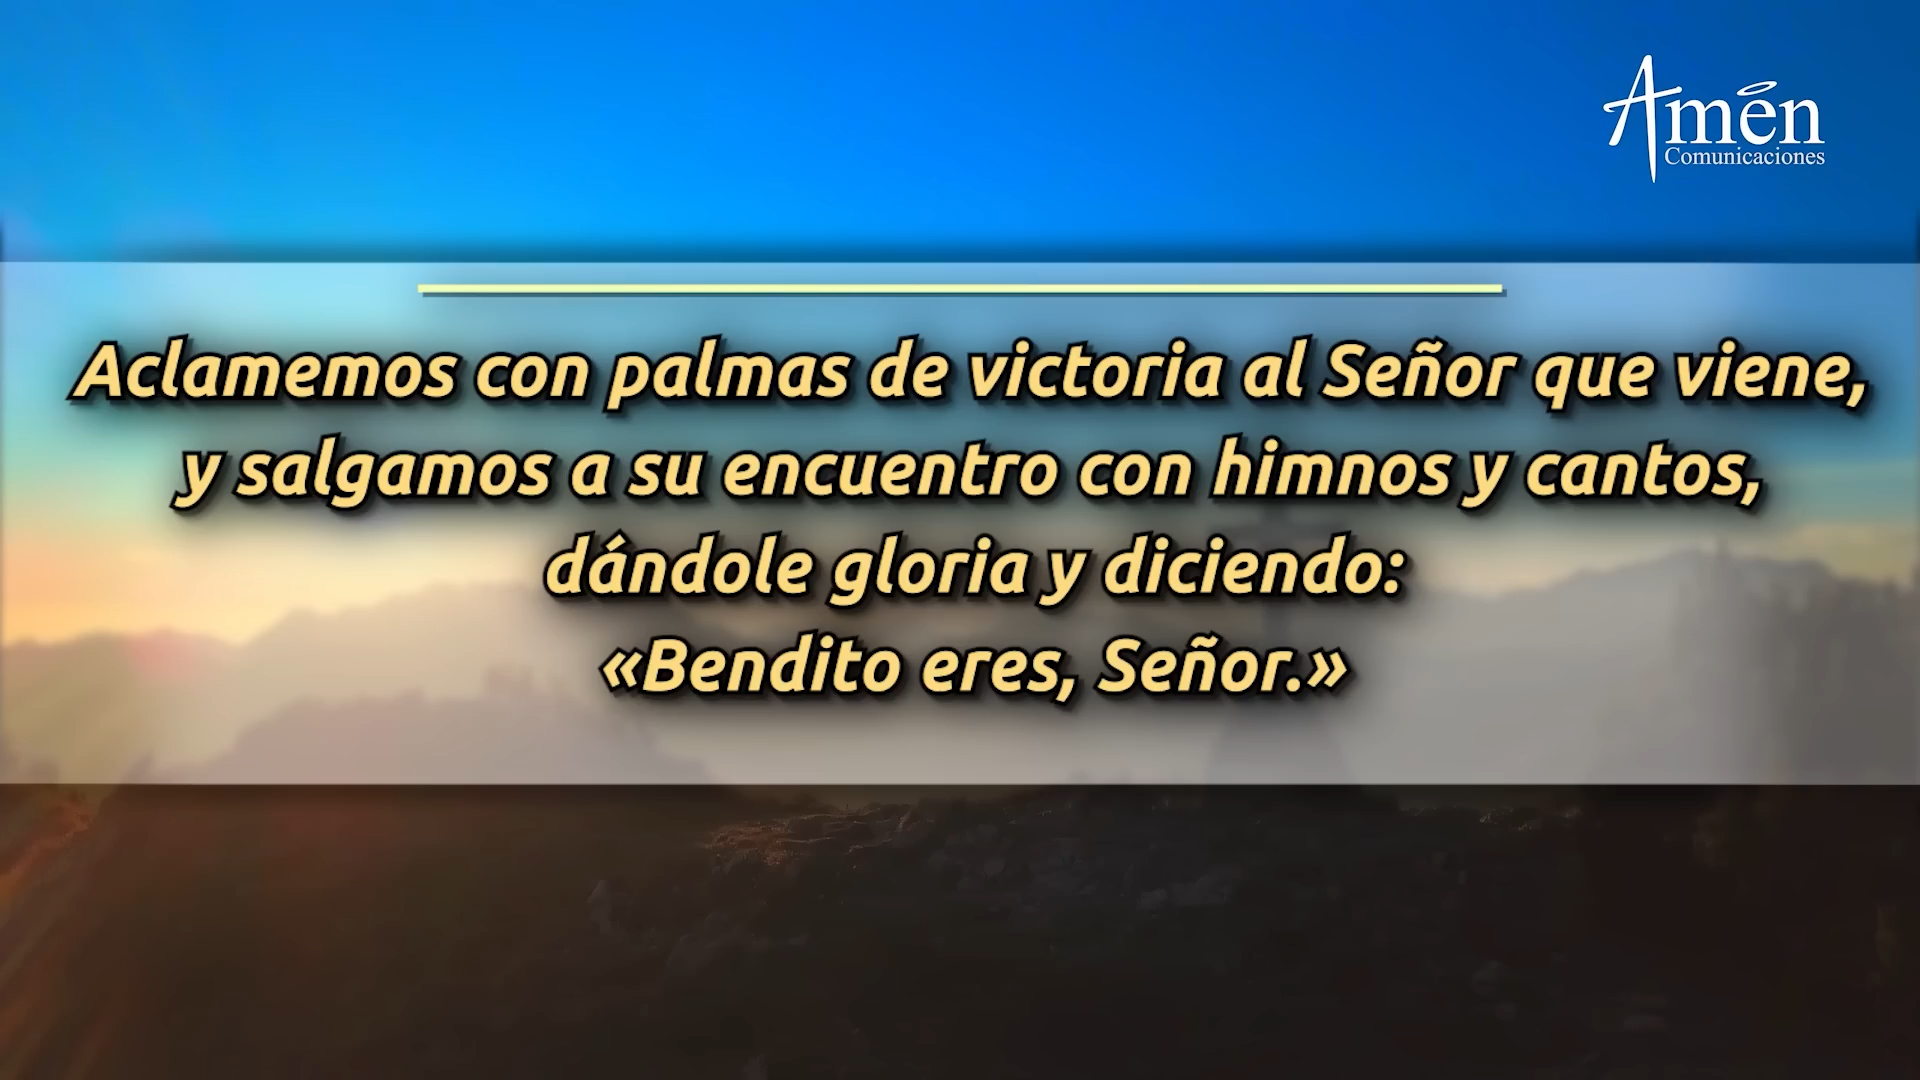 Amén
Comunicaciones
Aclamemos con palmas de victoria al Señor que viene,
y salgamos a su encuentro con himnos y cantos,
dándole gloria y diciendo:
«Bendito eres, Señor.»